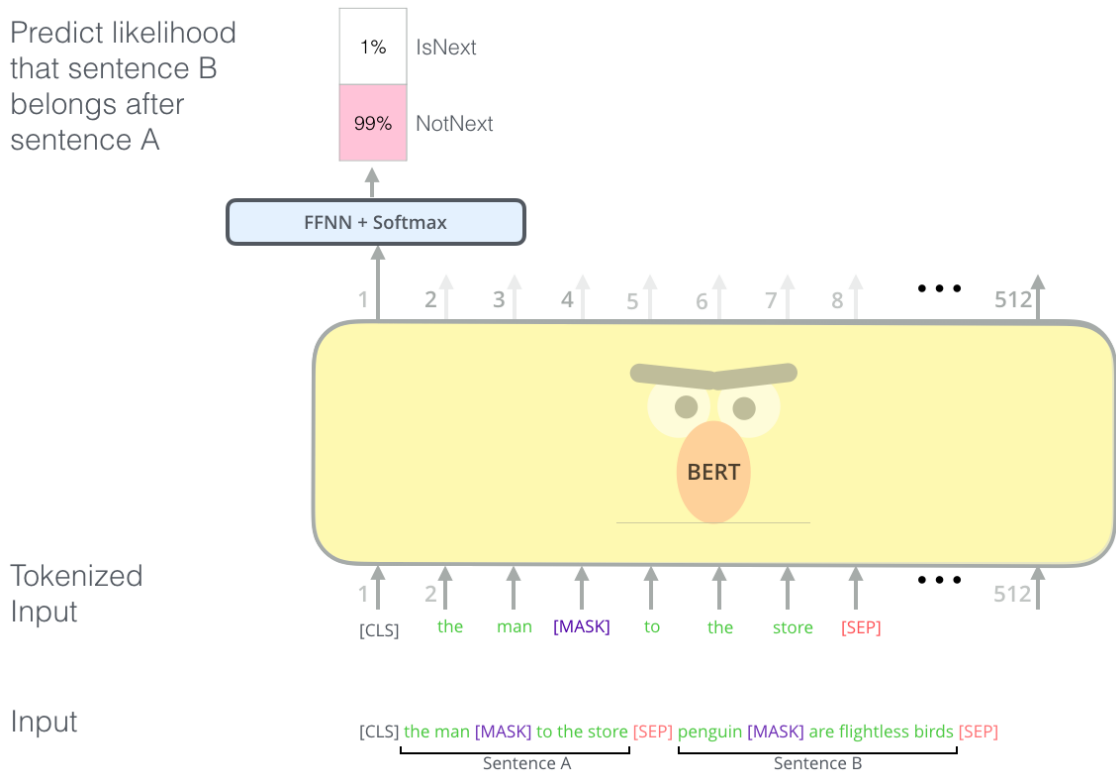 Predict likelihood
that sentence B
belongs after
sentence A
1% IsNext
99% NotNext
FFNN + Softmax
1 2 3 4 5 6 7 8 ••• 512
BERT
Tokenized
Input
1 2 ••• 512
[CLS] the man [MASK] to the store [SEP]
Input
[CLS] the man [MASK] to the store [SEP] penguin [MASK] are flightless birds [SEP]
Sentence A Sentence B